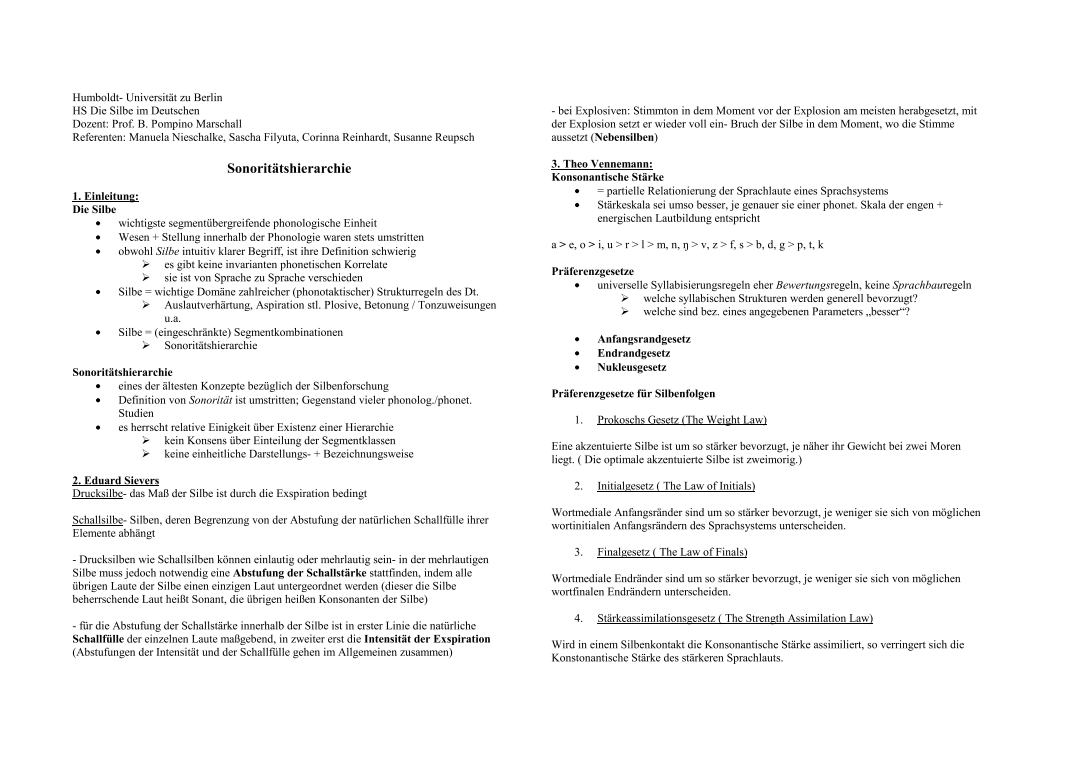 Humboldt- Universität zu Berlin
HS Die Silbe im Deutschen
Dozent: Prof. B. Pompino Marschall
Referenten: Manuela Nieschalke, Sascha Filyuta, Corinna Reinhardt, Susanne Reupsch
Sonoritätshierarchie
1. Einleitung:
Die Silbe
• wichtigste segmentübergreifende phonologische Einheit
• Wesen + Stellung innerhalb der Phonologie waren stets umstritten
• obwohl Silbe intuitiv klarer Begriff, ist ihre Definition schwierig
➢ es gibt keine invarianten phonetischen Korrelate
➢ sie ist von Sprache zu Sprache verschieden
• Silbe = wichtige Domäne zahlreicher (phonotaktischer) Strukturregeln des Dt.
➢ Auslautverhärtung, Aspiration stl. Plosive, Betonung / Tonzuweisungen
u.a.
• Silbe = (eingeschränkte) Segmentkombinationen
➢ Sonoritätshierarchie
Sonoritätshierarchie
• eines der ältesten Konzepte bezüglich der Silbenforschung
• Definition von Sonorität ist umstritten; Gegenstand vieler phonolog./phonet.
Studien
• es herrscht relative Einigkeit über Existenz einer Hierarchie
➢ kein Konsens über Einteilung der Segmentklassen
➢ keine einheitliche Darstellungs- + Bezeichnungsweise
2. Eduard Sievers
Drucksilbe- das Maß der Silbe ist durch die Exspiration bedingt
Schallsilbe- Silben, deren Begrenzung von der Abstufung der natürlichen Schallfülle ihrer
Elemente abhängt
- Drucksilben wie Schallsilben können einlautig oder mehrlautig sein- in der mehrlautigen
Silbe muss jedoch notwendig eine Abstufung der Schallstärke stattfinden, indem alle
übrigen Laute der Silbe einen einzigen Laut untergeordnet werden (dieser die Silbe
beherrschende Laut heißt Sonant, die übrigen heißen Konsonanten der Silbe)
- für die Abstufung der Schallstärke innerhalb der Silbe ist in erster Linie die natürliche
Schallfülle der einzelnen Laute maßgebend, in zweiter erst die Intensität der Exspiration
(Abstufungen der Intensität und der Schallfülle gehen im Allgemeinen zusammen)
- bei Explosiven: Stimmton in dem Moment vor der Explosion am meisten herabgesetzt, mit
der Explosion setzt er wieder voll ein- Bruch der Silbe in dem Moment, wo die Stimme
aussetzt (Nebensilben)
3. Theo Vennemann:
Konsonantische Stärke
• = partielle Relationierung der Sprachlaute eines Sprachsystems
• Stärkeskala sei umso besser, je genauer sie einer phonet. Skala der engen +
energischen Lautbildung entspricht
a > e, o > i, u > r > l > m, n, ŋ > v, z > f, s > b, d, g > p, t, k
Präferenzgesetze
• universelle Syllabisierungsregeln eher Bewertungsregeln, keine Sprachbauregeln
➢ welche syllabischen Strukturen werden generell bevorzugt?
➢ welche sind bez. eines angegebenen Parameters „besser“?
• Anfangsrandgesetz
• Endrandgesetz
• Nukleusgesetz
Präferenzgesetze für Silbenfolgen
1. Prokoschs Gesetz (The Weight Law)
Eine akzentuierte Silbe ist um so stärker bevorzugt, je näher ihr Gewicht bei zwei Moren
liegt. ( Die optimale akzentuierte Silbe ist zweimorig.)
2. Initialgesetz ( The Law of Initials)
Wortmediale Anfangsränder sind um so stärker bevorzugt, je weniger sie sich von möglichen
wortinitialen Anfangsrändern des Sprachsystems unterscheiden.
3. Finalgesetz ( The Law of Finals)
Wortmediale Endränder sind um so stärker bevorzugt, je weniger sie sich von möglichen
wortfinalen Endrändern unterscheiden.
4. Stärkeassimilationsgesetz ( The Strength Assimilation Law)
Wird in einem Silbenkontakt die Konsonantische Stärke assimiliert, so verringert sich die
Konstonantische Stärke des stärkeren Sprachlauts.